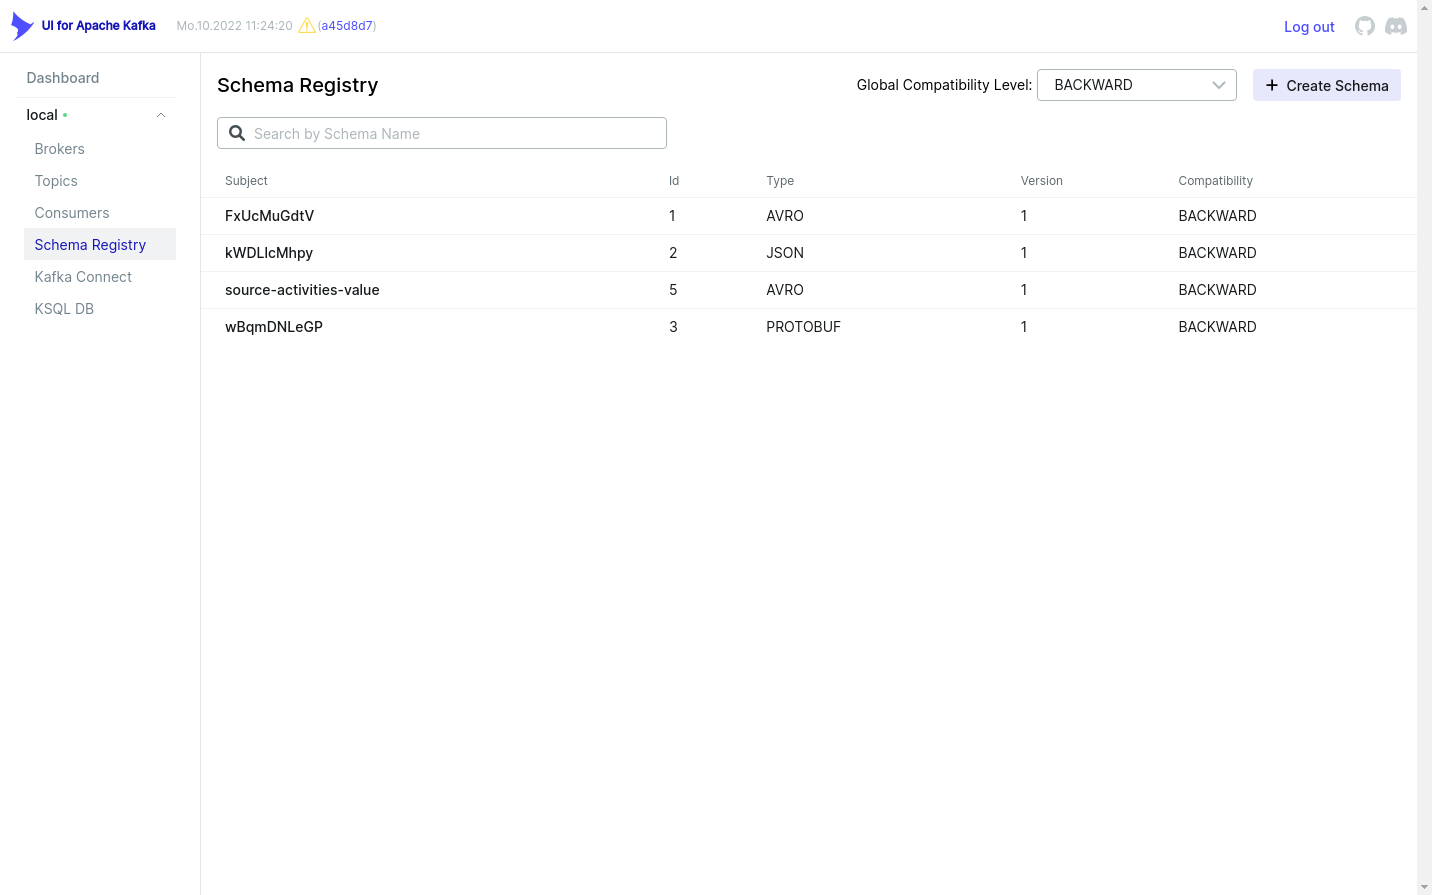 UI for Apache Kafka Mo.10.2022 11:24:20 (a45d8d7) Log out
Dashboard
local
Brokers
Topics
Consumers
Schema Registry
Kafka Connect
KSQL DB
Schema Registry Global Compatibility Level: BACKWARD Create Schema
Search by Schema Name
Subject Id Type Version Compatibility
FxUcMuGdtV 1 AVRO 1 BACKWARD
kWDLlcMhpy 2 JSON 1 BACKWARD
source-activities-value 5 AVRO 1 BACKWARD
wBqmDNLeGP 3 PROTOBUF 1 BACKWARD